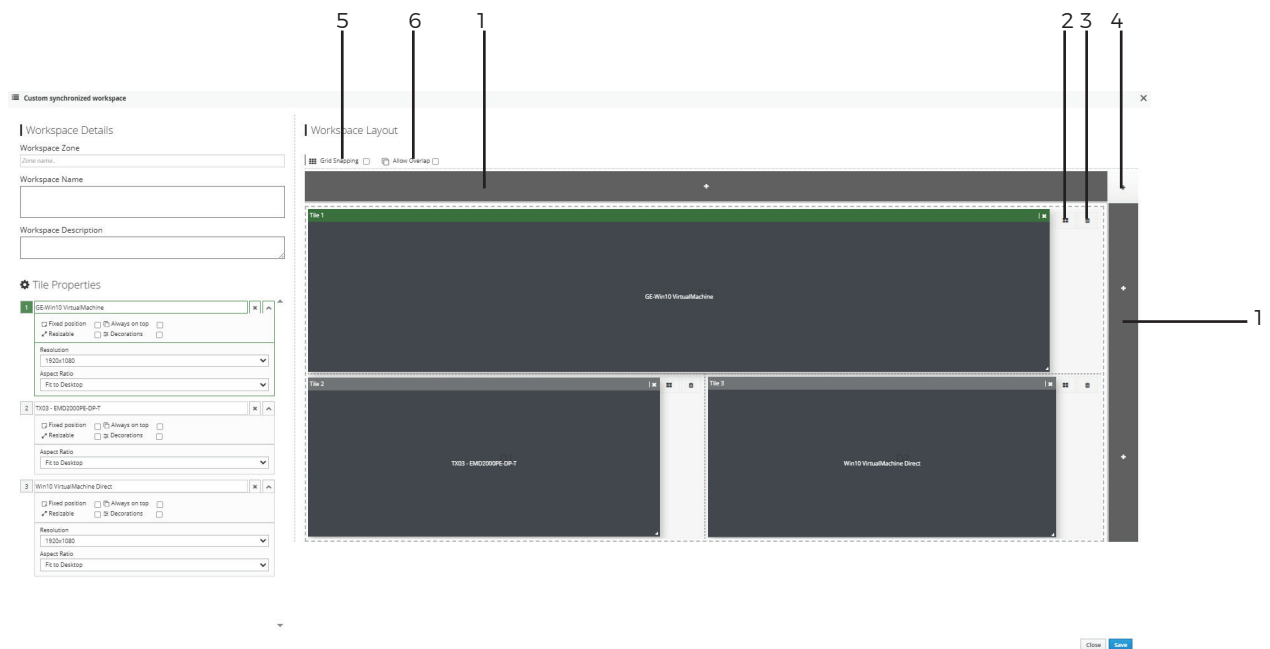 5 6 1 2 3 4
Custom synchronized workspace
Workspace Details
Workspace Zone
Zone name..
Workspace Name
Workspace Description
Tile Properties
1 GE-Win10 VirtualMachine
Fixed position Always on top
Resizable Decorations
Resolution
1920x1080
Aspect Ratio
Fit to Desktop
2 TX03 - EMD2000PE-DP-T
Fixed position Always on top
Resizable Decorations
Aspect Ratio
Fit to Desktop
3 Win10 VirtualMachine Direct
Fixed position Always on top
Resizable Decorations
Resolution
1920x1080
Aspect Ratio
Fit to Desktop
Workspace Layout
Grid Snapping Allow Overlap
Tile 1
GE-Win10 VirtualMachine
1
Tile 2
TX03 - EMD2000PE-DP-T
Tile 3
Win10 VirtualMachine Direct
Close Save